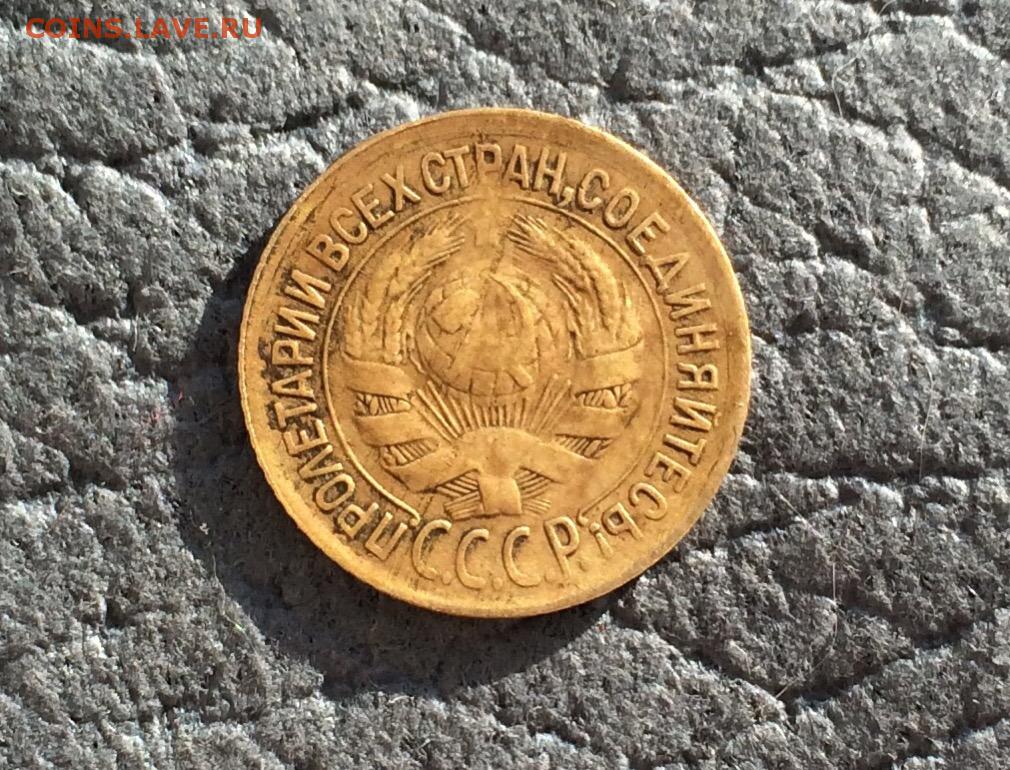 COINS.LAVE.RU
ПРОЛЕТАРИИ ВСЕХ СТРАН, СОЕДИНЯЙТЕСЬ!
С.С.С.Р.